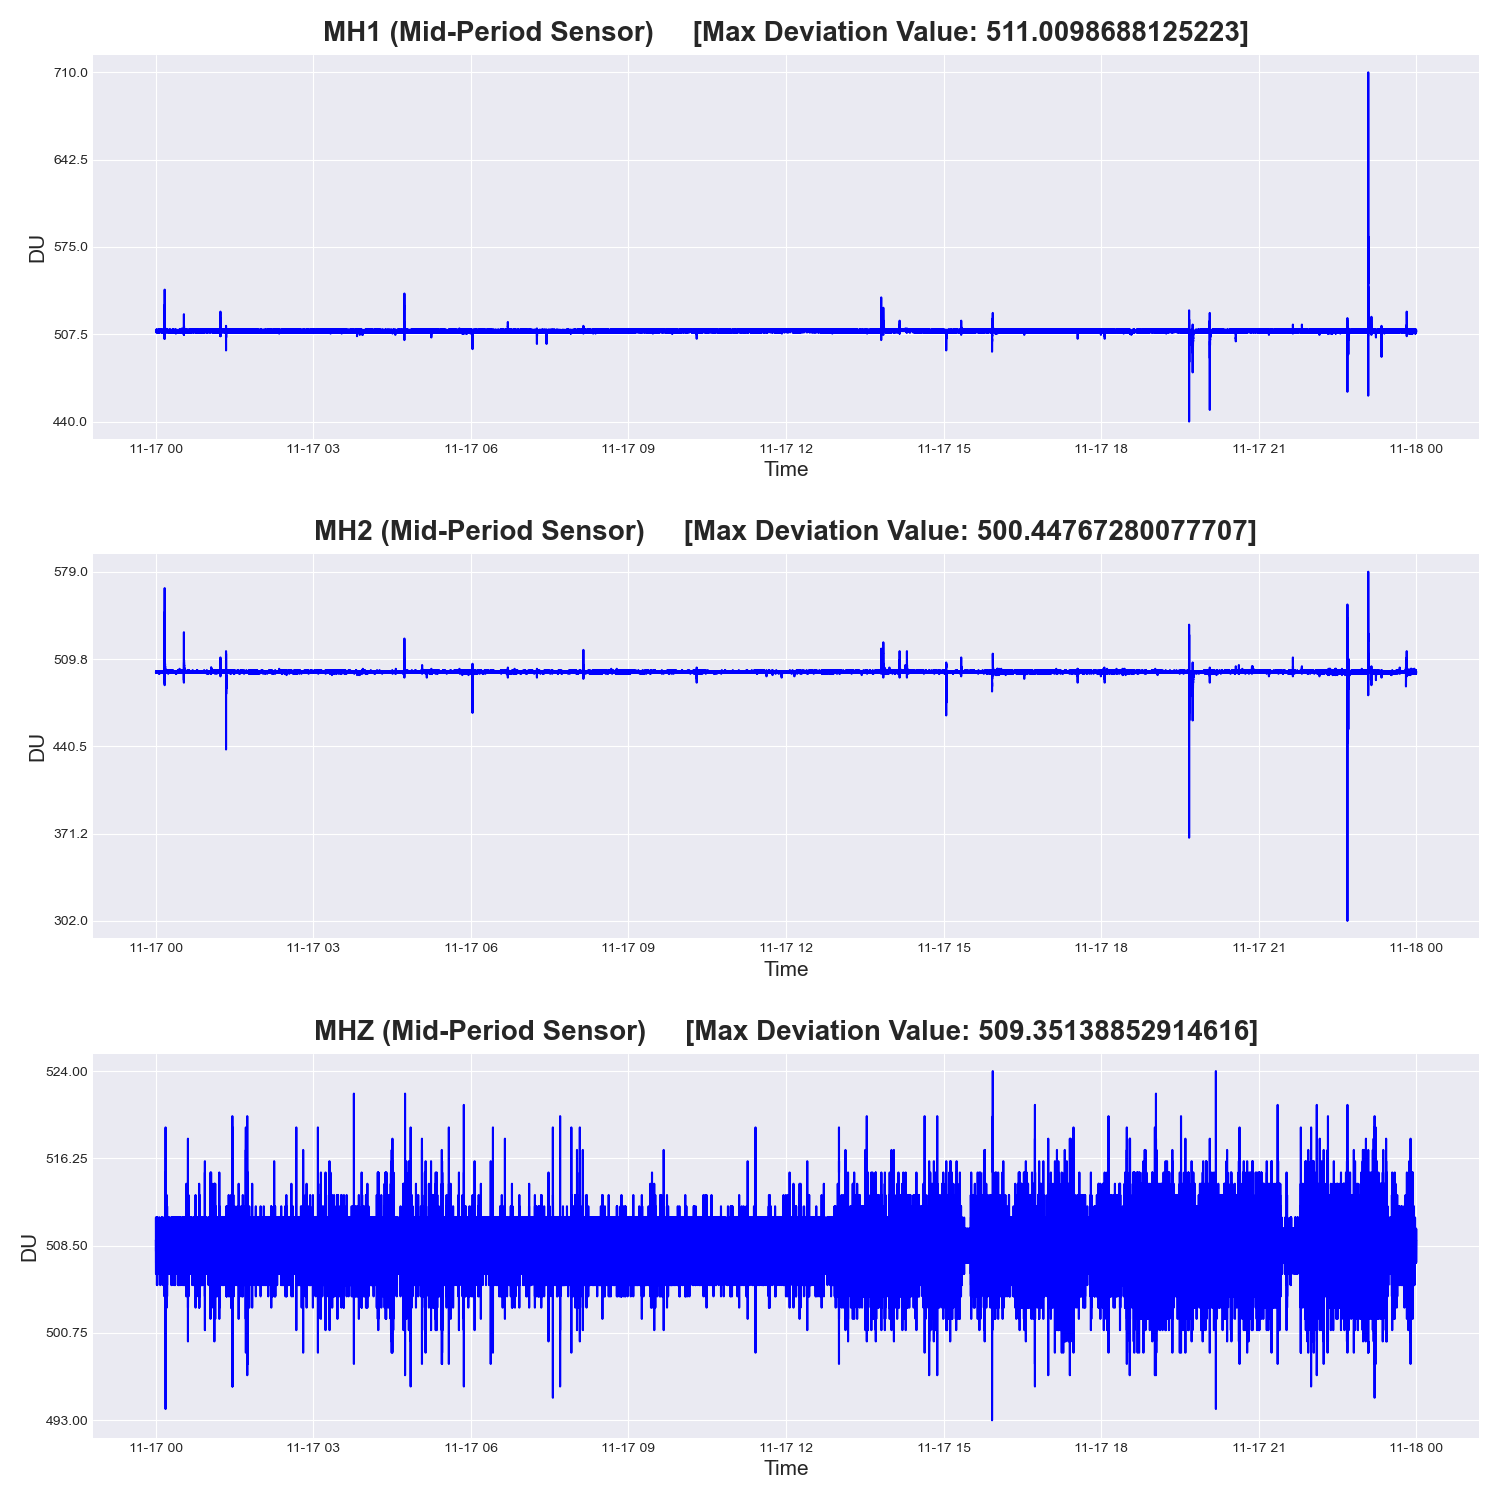 MH1 (Mid-Period Sensor) [Max Deviation Value: 511.0098688125223]
710.0
642.5
575.0
507.5
440.0
DU
11-17 00 11-17 03 11-17 06 11-17 09 11-17 12 11-17 15 11-17 18 11-17 21 11-18 00
Time
MH2 (Mid-Period Sensor) [Max Deviation Value: 500.44767280077707]
579.0
509.8
440.5
371.2
302.0
DU
11-17 00 11-17 03 11-17 06 11-17 09 11-17 12 11-17 15 11-17 18 11-17 21 11-18 00
Time
MHZ (Mid-Period Sensor) [Max Deviation Value: 509.35138852914616]
524.00
516.25
508.50
500.75
493.00
DU
11-17 00 11-17 03 11-17 06 11-17 09 11-17 12 11-17 15 11-17 18 11-17 21 11-18 00
Time